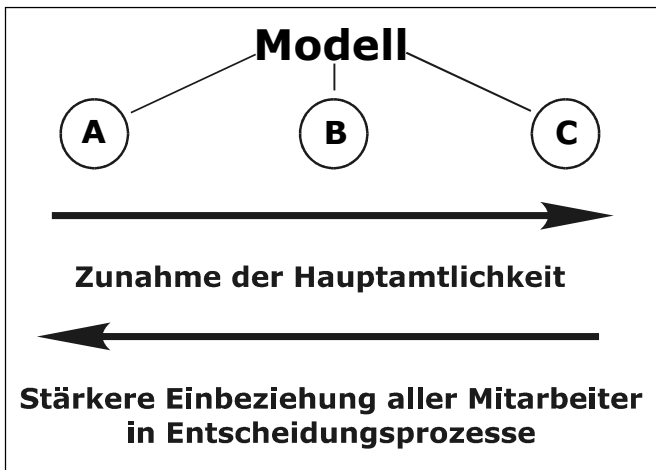 Modell
A B C
Zunahme der Hauptamtlichkeit
Stärkere Einbeziehung aller Mitarbeiter
in Entscheidungsprozesse